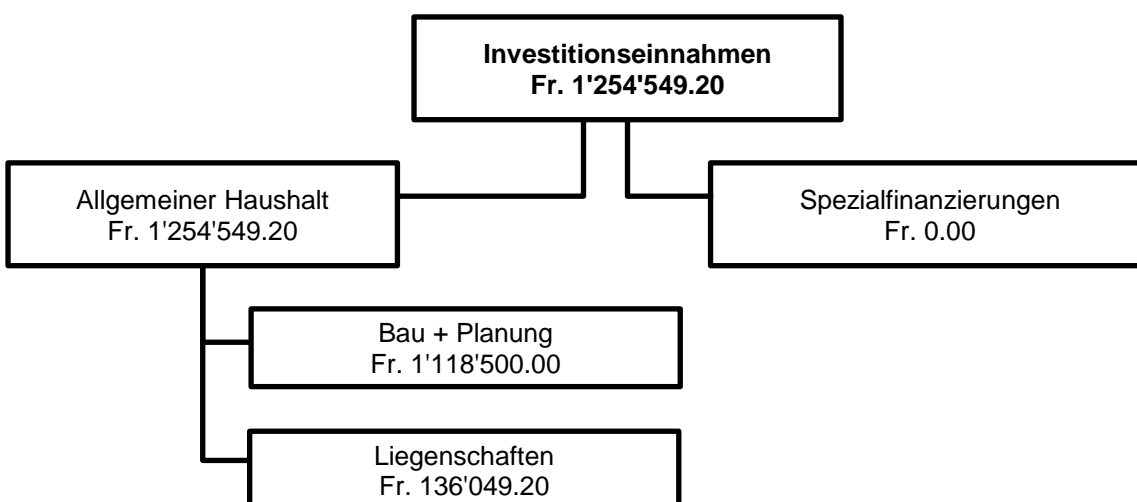 Investitionseinnahmen
Fr. 1'254'549.20
Allgemeiner Haushalt
Fr. 1'254'549.20
Spezialfinanzierungen
Fr. 0.00
Bau + Planung
Fr. 1'118'500.00
Liegenschaften
Fr. 136'049.20